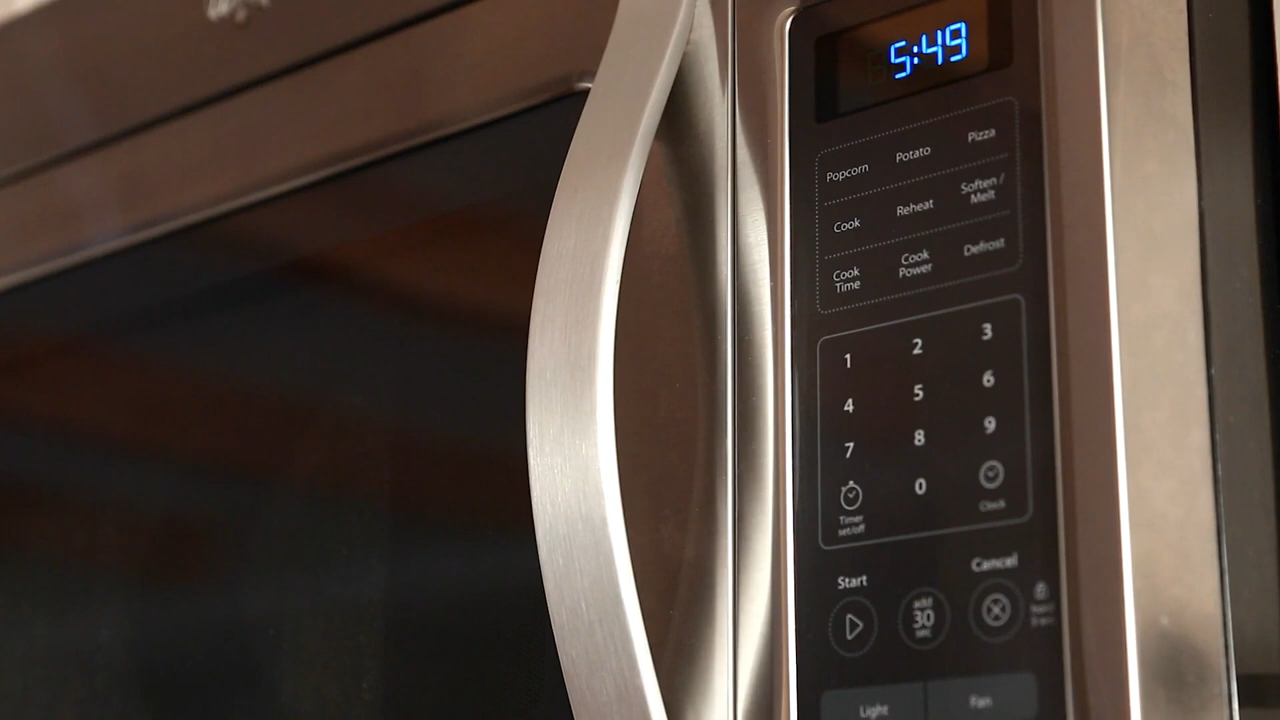 5:49
Popcorn Potato Pizza
Cook Reheat Soften /
Melt
Cook
Time Cook
Power Defrost
1 2 3
4 5 6
7 8 9
0
Timer
set/off
Clock
Start Cancel
add
30
sec
Light Fan